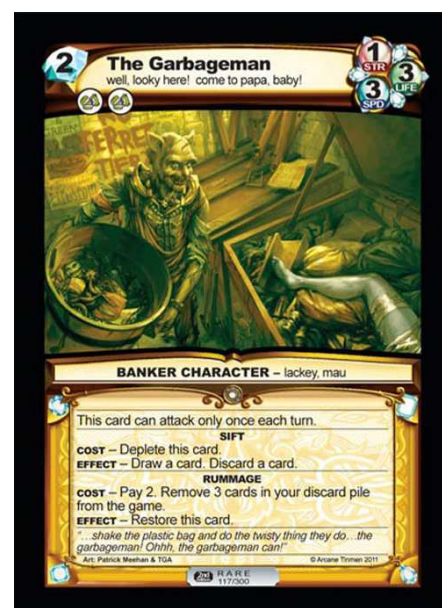 2
The Garbageman
well, looky here! come to papa, baby!
1
STR
3
LIFE
3
SPD
FERRET
BANKER CHARACTER – lackey, mau
This card can attack only once each turn.
SIFT
COST – Deplete this card.
EFFECT – Draw a card. Discard a card.
RUMMAGE
COST – Pay 2. Remove 3 cards in your discard pile
from the game.
EFFECT – Restore this card.
"…shake the plastic bag and do the twisty thing they do…the
garbageman! Ohhh, the garbageman can!"
Art: Patrick Meehan & TGA
© Arcane Tinmen 2011
2nd
RARE
117/300